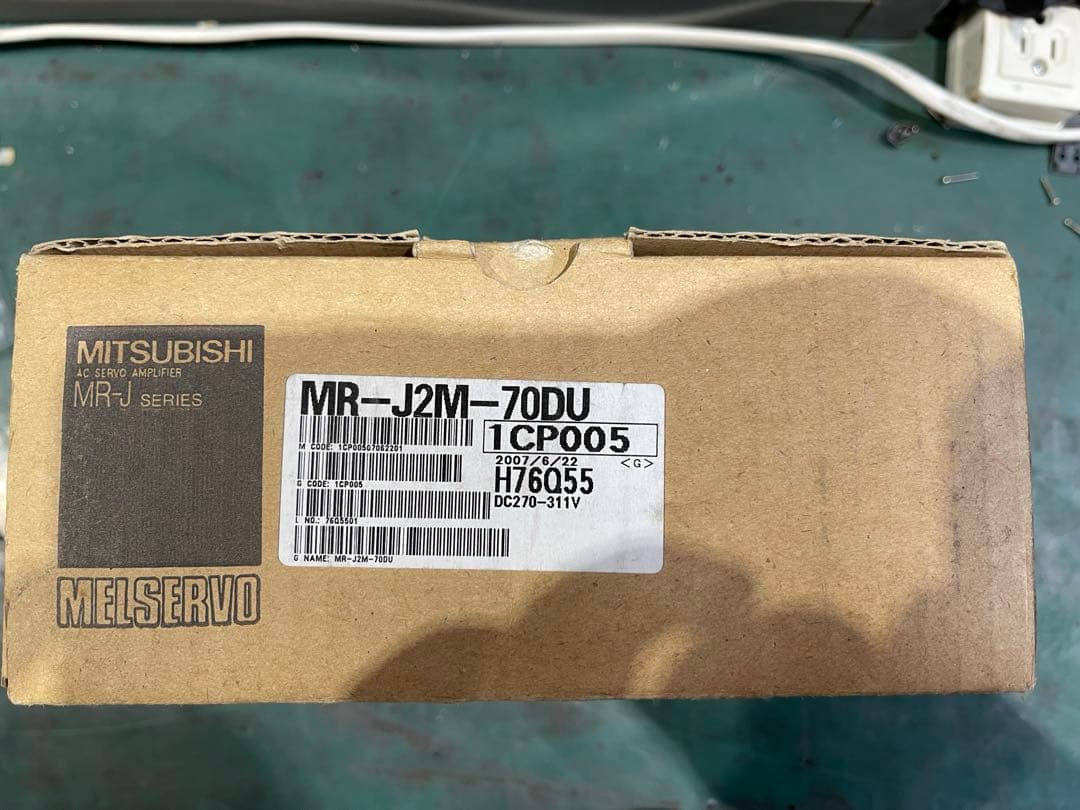 MITSUBISHI
AC SERVO AMPLIFIER
MR-J SERIES
MELSERVO
MR-J2M-70DU
1CP005
M CODE: 1CP00507062201
2007/6/22 <G>
H76Q55
G CODE: 1CP005
DC270-311V
L NO.: 76Q5501
G NAME: MR-J2M-70DU